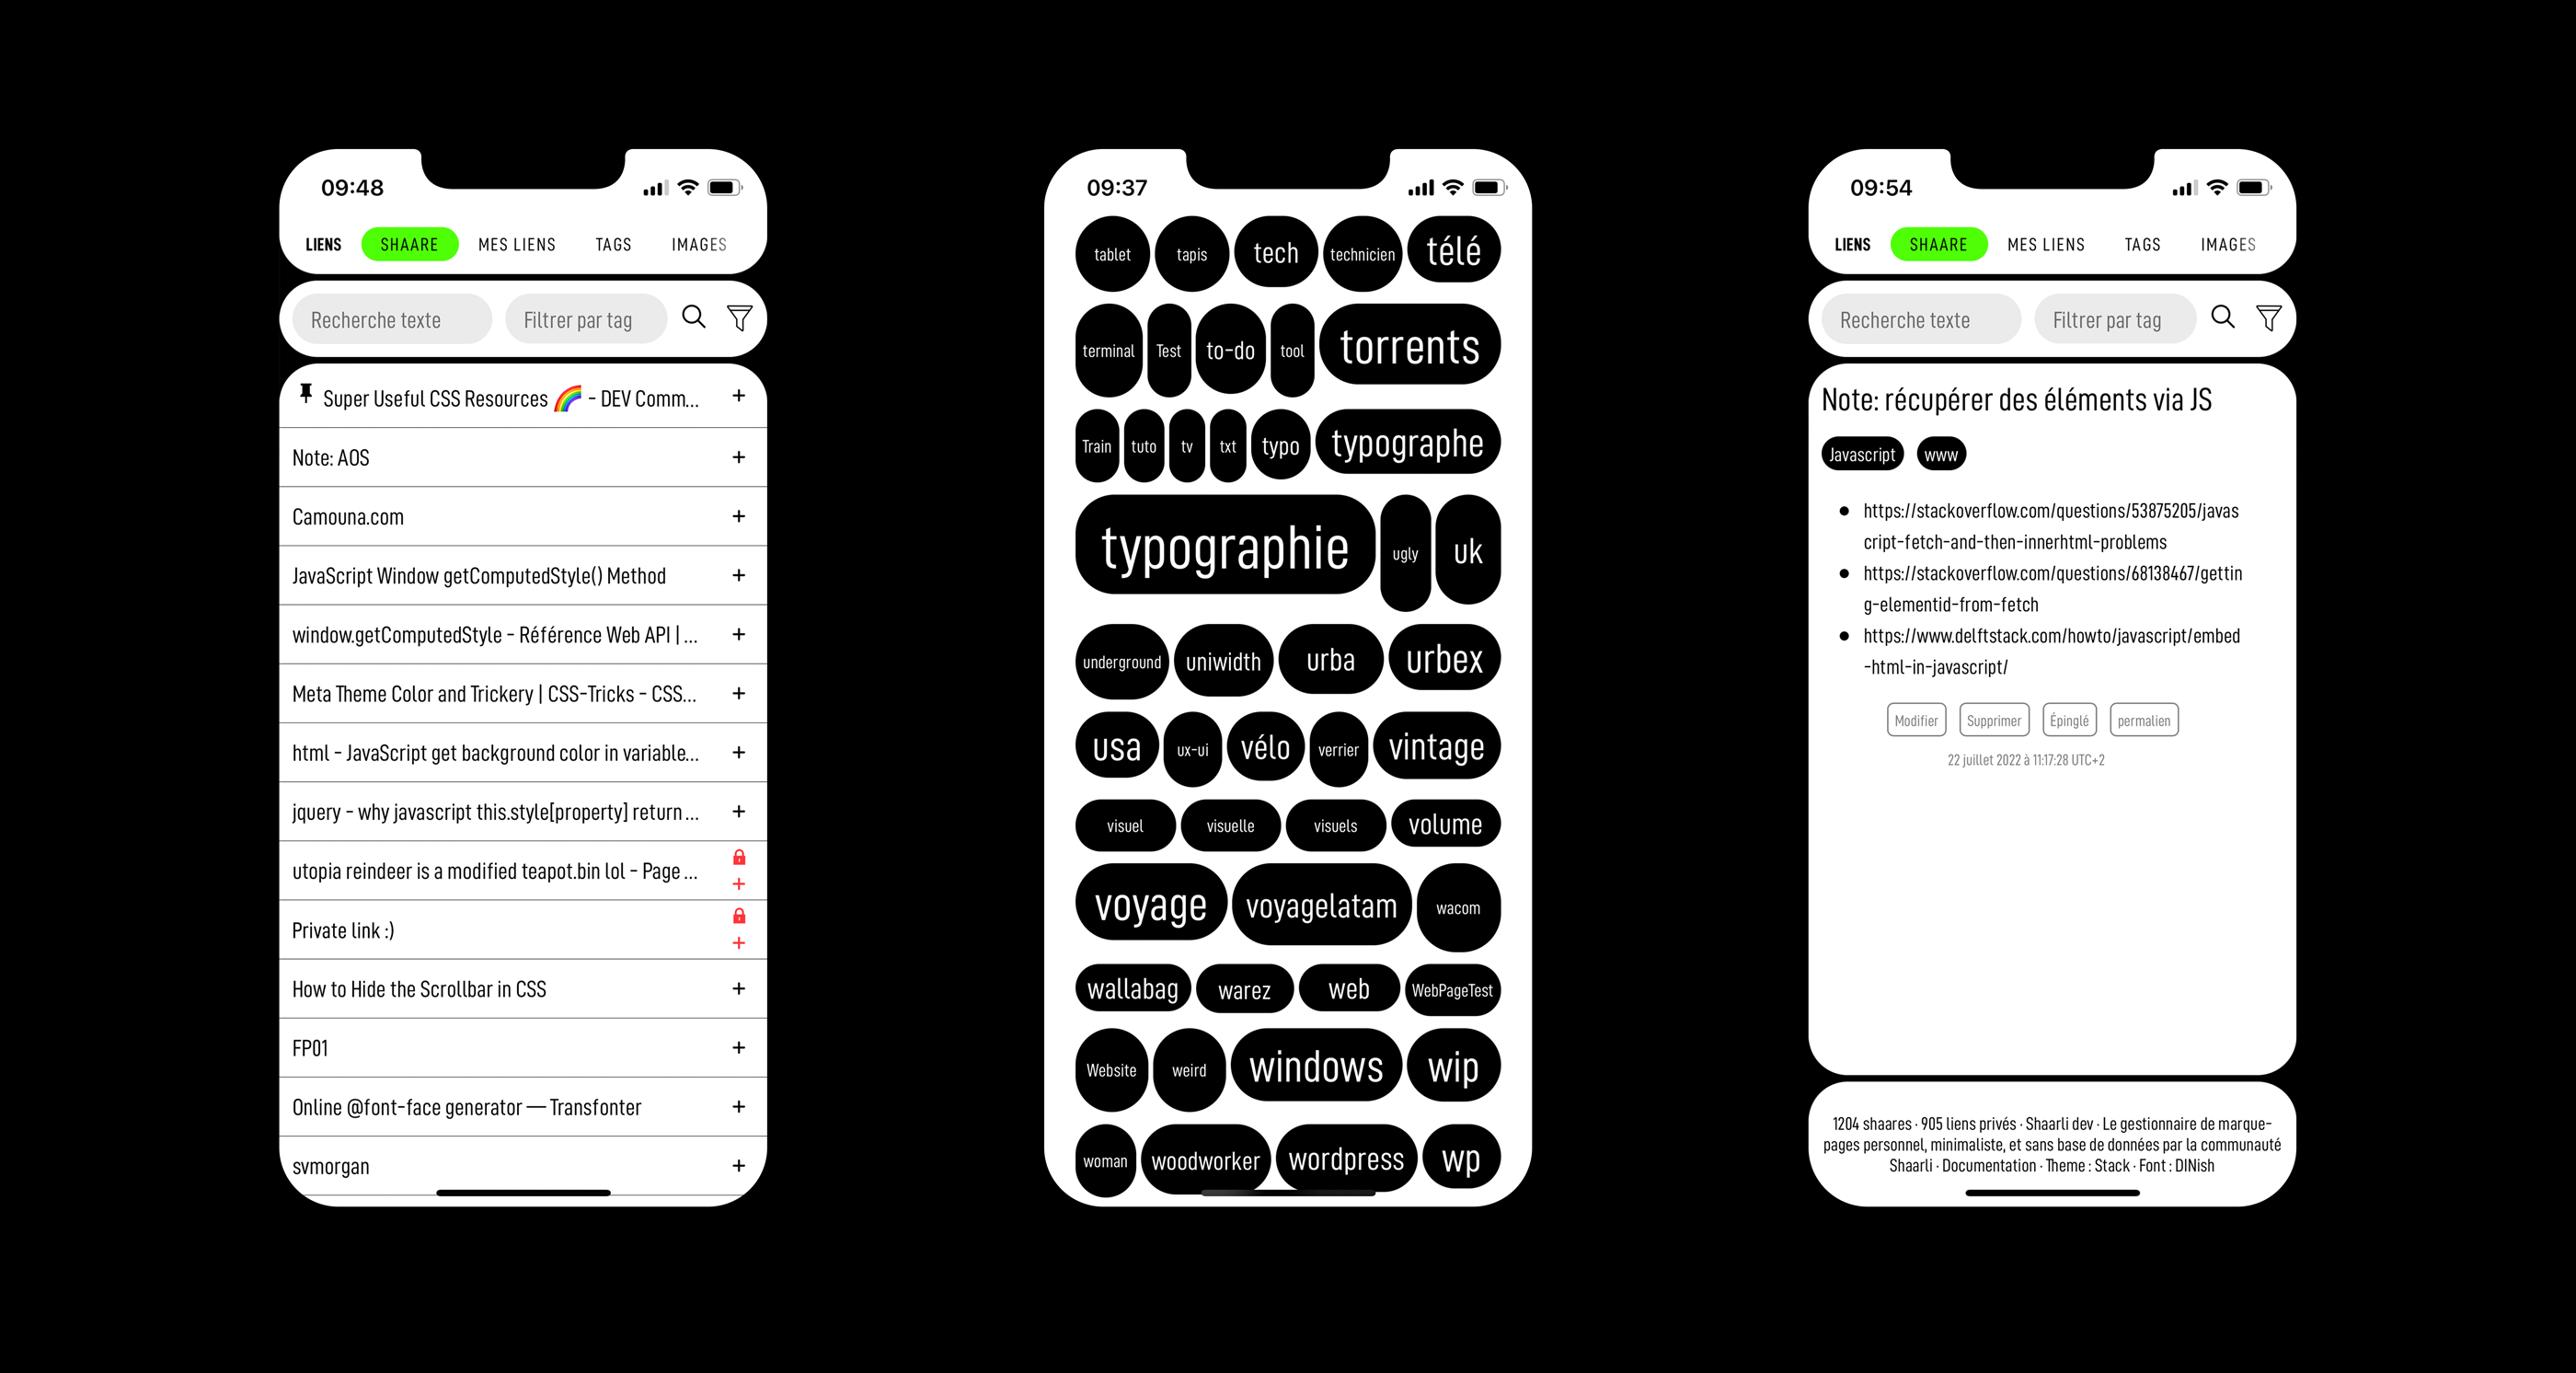 09:48
LIENS SHAARE MES LIENS TAGS IMAGES
Recherche texte Filtrer par tag
Super Useful CSS Resources 🌈 - DEV Comm... +
Note: AOS +
Camouna.com +
JavaScript Window getComputedStyle() Method +
window.getComputedStyle - Référence Web API | ... +
Meta Theme Color and Trickery | CSS-Tricks - CSS... +
html - JavaScript get background color in variable... +
jquery - why javascript this.style[property] return ... +
utopia reindeer is a modified teapot.bin lol - Page ... +
Private link :) +
How to Hide the Scrollbar in CSS +
FP01 +
Online @font-face generator — Transfonter +
svmorgan +
09:37
tablet tapis tech technicien télé
terminal Test to-do tool torrents
Train tuto tv txt typo typographe
typographie ugly uk
underground uniwidth urba urbex
usa ux-ui vélo verrier vintage
visuel visuelle visuels volume
voyage voyagelatam wacom
wallabag warez web WebPageTest
Website weird windows wip
woman woodworker wordpress wp
09:54
LIENS SHAARE MES LIENS TAGS IMAGES
Recherche texte Filtrer par tag
Note: récupérer des éléments via JS
Javascript www
• https://stackoverflow.com/questions/53875205/javas
cript-fetch-and-then-innerhtml-problems
• https://stackoverflow.com/questions/68138467/gettin
g-elementid-from-fetch
• https://www.delftstack.com/howto/javascript/embed
-html-in-javascript/
Modifier Supprimer Épinglé permalien
22 juillet 2022 à 11:17:28 UTC+2
1204 shaares · 905 liens privés · Shaarli dev · Le gestionnaire de marque-
pages personnel, minimaliste, et sans base de données par la communauté
Shaarli · Documentation · Theme : Stack · Font : DINish